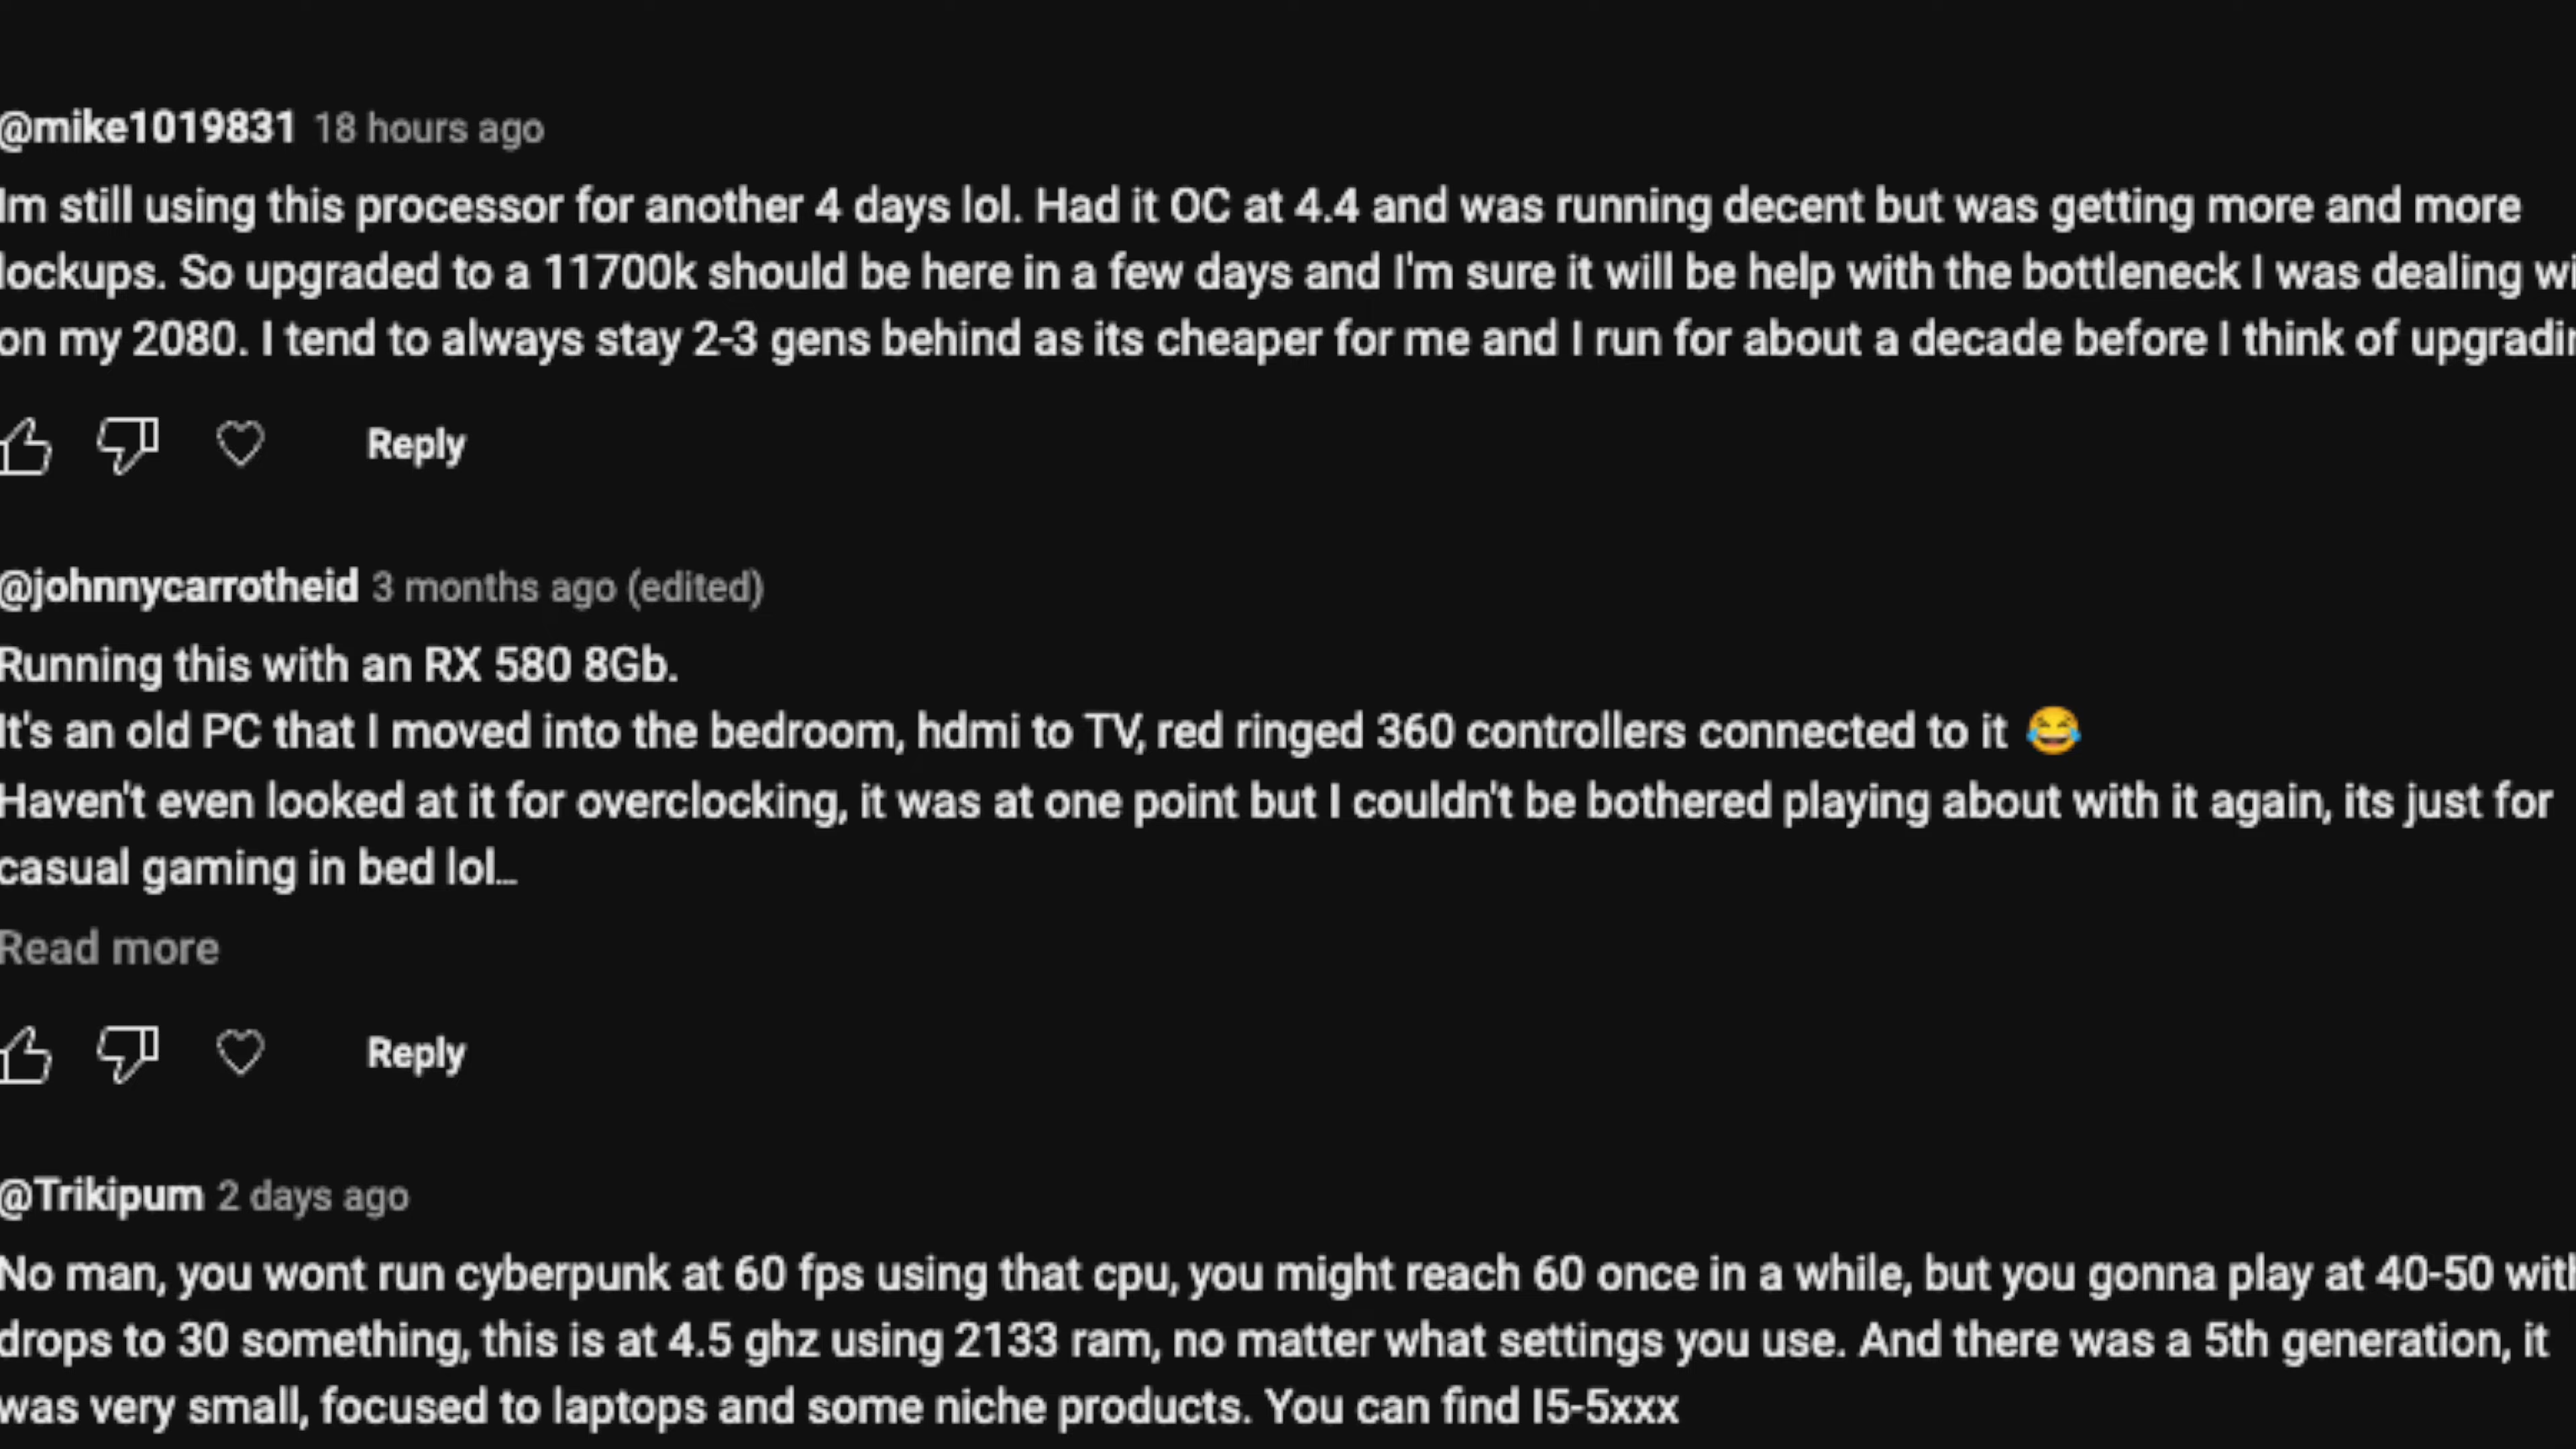 @mike1019831 18 hours ago
Im still using this processor for another 4 days lol. Had it OC at 4.4 and was running decent but was getting more and more
lockups. So upgraded to a 11700k should be here in a few days and I'm sure it will be help with the bottleneck I was dealing wi
on my 2080. I tend to always stay 2-3 gens behind as its cheaper for me and I run for about a decade before I think of upgradin
Reply
@johnnycarrotheid 3 months ago (edited)
Running this with an RX 580 8Gb.
It's an old PC that I moved into the bedroom, hdmi to TV, red ringed 360 controllers connected to it 😂
Haven't even looked at it for overclocking, it was at one point but I couldn't be bothered playing about with it again, its just for
casual gaming in bed lol...
Read more
Reply
@Trikipum 2 days ago
No man, you wont run cyberpunk at 60 fps using that cpu, you might reach 60 once in a while, but you gonna play at 40-50 with
drops to 30 something, this is at 4.5 ghz using 2133 ram, no matter what settings you use. And there was a 5th generation, it
was very small, focused to laptops and some niche products. You can find I5-5xxx